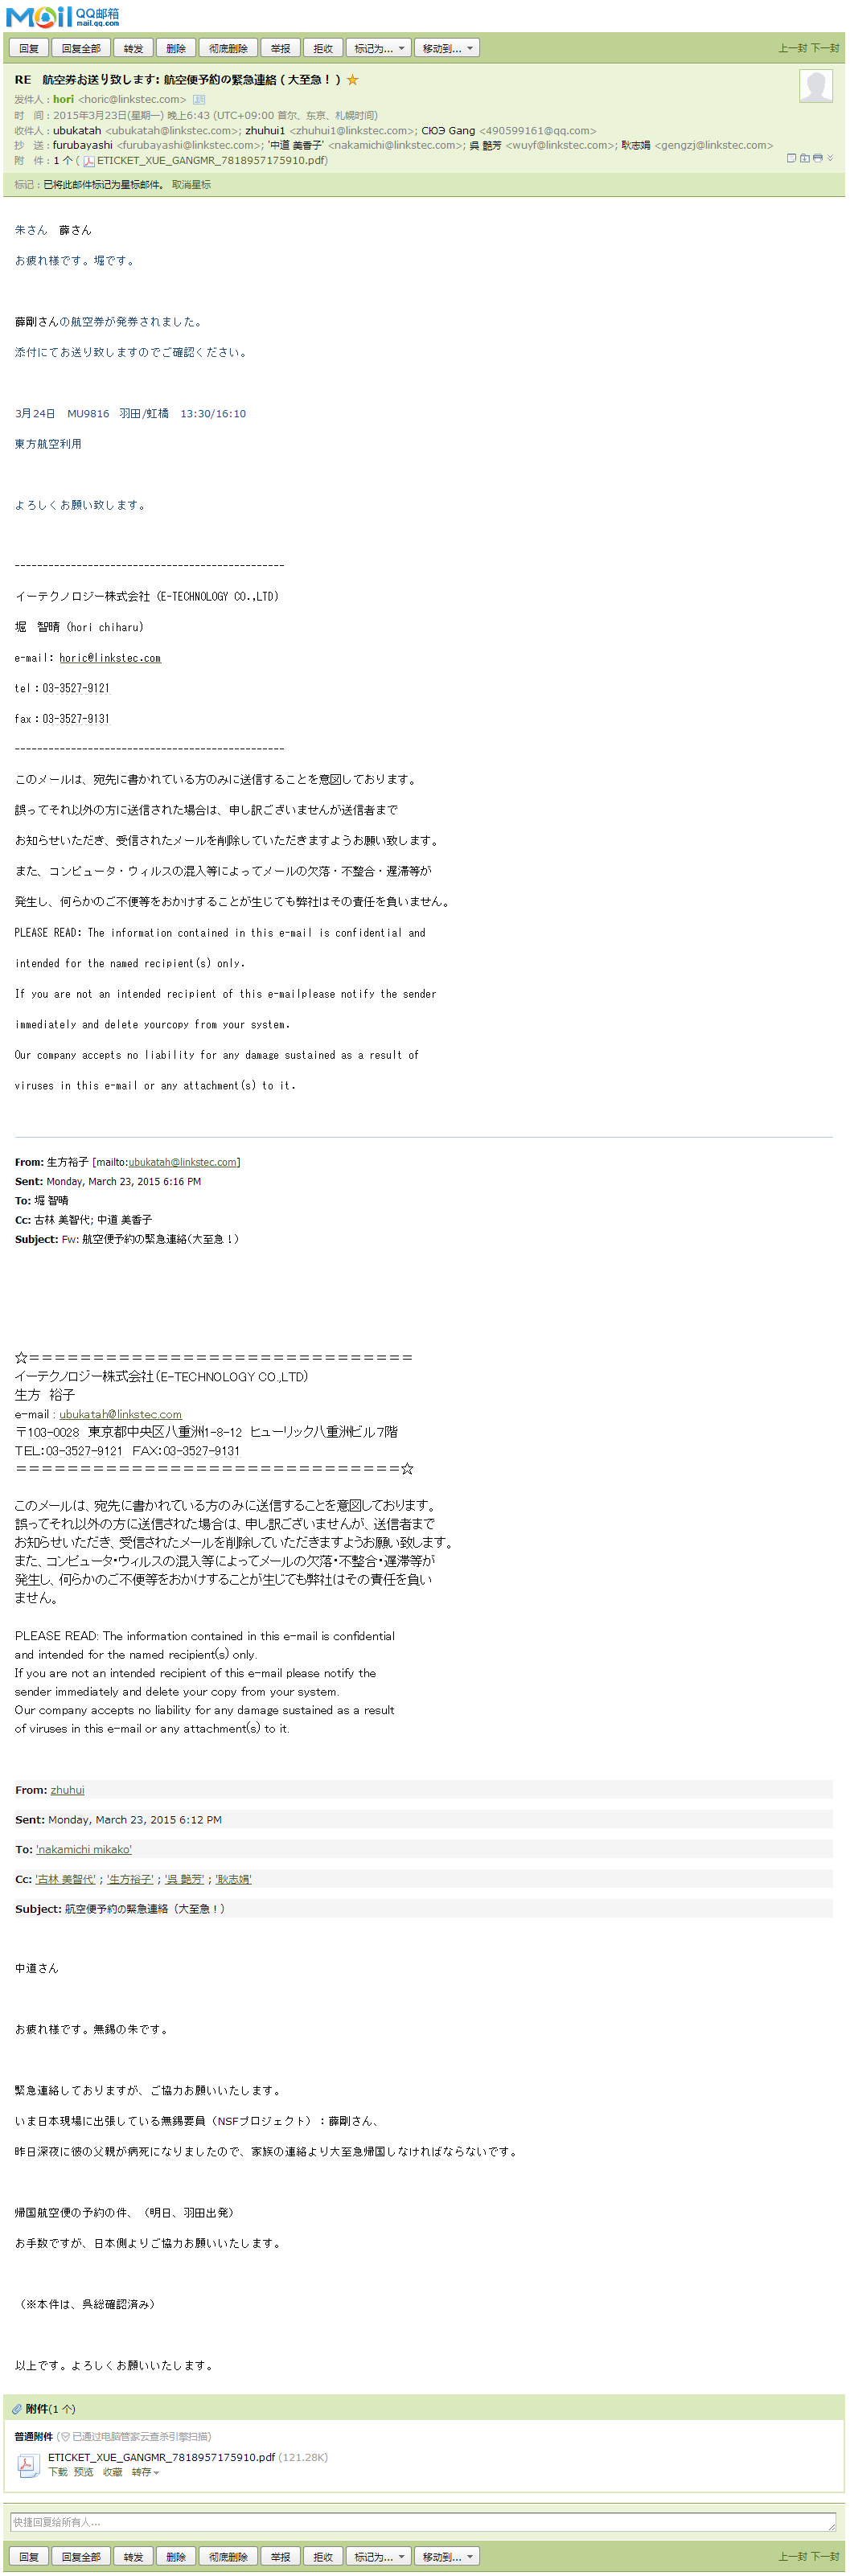 Mail QQ邮箱
mail.qq.com
回复 回复全部 转发 删除 彻底删除 举报 拒收 标记为... 移动到... 上一封 下一封
RE　航空券お送り致します: 航空便予約の緊急連絡（大至急！）
发件人：hori <horic@linkstec.com>
时　间：2015年3月23日(星期一) 晚上6:43 (UTC+09:00 首尔、东京、札幌时间)
收件人：ubukatah <ubukatah@linkstec.com>; zhuhui1 <zhuhui1@linkstec.com>; СЮЭ Gang <490599161@qq.com>
抄　送：furubayashi <furubayashi@linkstec.com>; '中道 美香子' <nakamichi@linkstec.com>; 呉 艶芳 <wuyf@linkstec.com>; 耿志娟 <gengzj@linkstec.com>
附　件：1 个 ( ETICKET_XUE_GANGMR_7818957175910.pdf)
标记：已将此邮件标记为星标邮件。 取消星标
朱さん　薛さん
お疲れ様です。堀です。
薛剛さんの航空券が発券されました。
添付にてお送り致しますのでご確認ください。
3月24日　MU9816　羽田/虹橋　13:30/16:10
東方航空利用
よろしくお願い致します。
------------------------------------------------
イーテクノロジー株式会社 (E-TECHNOLOGY CO.,LTD)
堀　智晴 (hori chiharu)
e-mail: horic@linkstec.com
tel：03-3527-9121
fax：03-3527-9131
------------------------------------------------
このメールは、宛先に書かれている方のみに送信することを意図しております。
誤ってそれ以外の方に送信された場合は、申し訳ございませんが送信者まで
お知らせいただき、受信されたメールを削除していただきますようお願い致します。
また、コンピュータ・ウィルスの混入等によってメールの欠落・不整合・遅滞等が
発生し、何らかのご不便等をおかけすることが生じても弊社はその責任を負いません。
PLEASE READ: The information contained in this e-mail is confidential and
intended for the named recipient(s) only.
If you are not an intended recipient of this e-mailplease notify the sender
immediately and delete yourcopy from your system.
Our company accepts no liability for any damage sustained as a result of
viruses in this e-mail or any attachment(s) to it.
From: 生方裕子 [mailto:ubukatah@linkstec.com]
Sent: Monday, March 23, 2015 6:16 PM
To: 堀 智晴
Cc: 古林 美智代; 中道 美香子
Subject: Fw: 航空便予約の緊急連絡(大至急！)
☆＝＝＝＝＝＝＝＝＝＝＝＝＝＝＝＝＝＝＝＝＝＝＝＝＝＝＝＝＝＝
イーテクノロジー株式会社（E-TECHNOLOGY CO.,LTD）
生方　裕子
e-mail : ubukatah@linkstec.com
〒103-0028　東京都中央区八重洲1-8-12　ヒューリック八重洲ビル７階
ＴＥＬ：03-3527-9121　ＦＡＸ：03-3527-9131
＝＝＝＝＝＝＝＝＝＝＝＝＝＝＝＝＝＝＝＝＝＝＝＝＝＝＝＝＝＝☆
このメールは、宛先に書かれている方のみに送信することを意図しております。
誤ってそれ以外の方に送信された場合は、申し訳ございませんが、送信者まで
お知らせいただき、受信されたメールを削除していただきますようお願い致します。
また、コンピュータ・ウィルスの混入等によってメールの欠落・不整合・遅滞等が
発生し、何らかのご不便等をおかけすることが生じても弊社はその責任を負い
ません。
PLEASE READ: The information contained in this e-mail is confidential
and intended for the named recipient(s) only.
If you are not an intended recipient of this e-mail please notify the
sender immediately and delete your copy from your system.
Our company accepts no liability for any damage sustained as a result
of viruses in this e-mail or any attachment(s) to it.
From: zhuhui
Sent: Monday, March 23, 2015 6:12 PM
To: 'nakamichi mikako'
Cc: '古林 美智代' ; '生方裕子' ; '呉 艶芳' ; '耿志娟'
Subject: 航空便予約の緊急連絡（大至急！）
中道さん
お疲れ様です。無錫の朱です。
緊急連絡しておりますが、ご協力お願いいたします。
いま日本現場に出張している無錫要員（NSFプロジェクト）：薛剛さん、
昨日深夜に彼の父親が病死になりましたので、家族の連絡より大至急帰国しなければならないです。
帰国航空便の予約の件、（明日、羽田出発）
お手数ですが、日本側よりご協力お願いいたします。
（※本件は、呉総確認済み）
以上です。よろしくお願いいたします。
附件(1 个)
普通附件 (已通过电脑管家云查杀引擎扫描)
ETICKET_XUE_GANGMR_7818957175910.pdf (121.28K)
下载 预览 收藏 转存
快捷回复给所有人...
回复 回复全部 转发 删除 彻底删除 举报 拒收 标记为... 移动到... 上一封 下一封